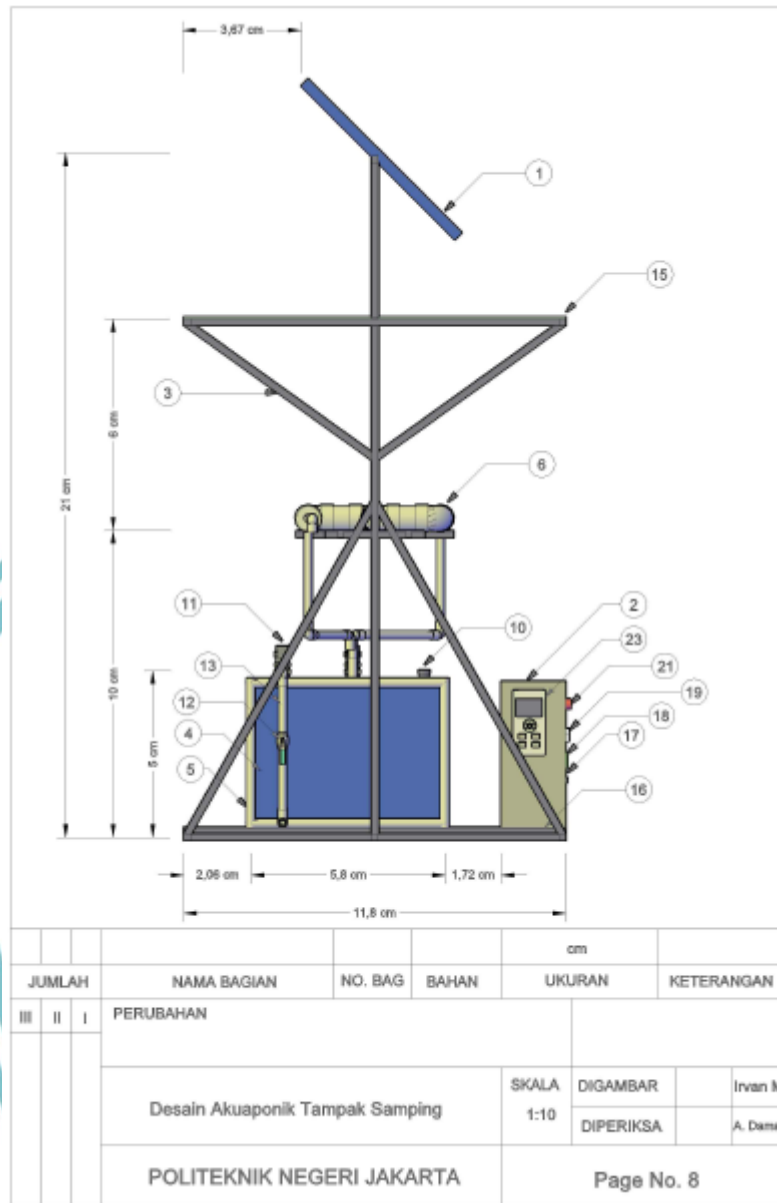 3,67 cm
1
15
3
6 cm
21 cm
6
11
2
10
23
13
21
10 cm
19
12
18
4
5 cm
17
5
16
2,06 cm
5,8 cm
1,72 cm
11,8 cm
cm
JUMLAH NAMA BAGIAN NO. BAG BAHAN UKURAN KETERANGAN
III II I PERUBAHAN
Desain Akuaponik Tampak Samping
SKALA
1:10
DIGAMBAR Irvan M
DIPERIKSA A. Dama
POLITEKNIK NEGERI JAKARTA
Page No. 8